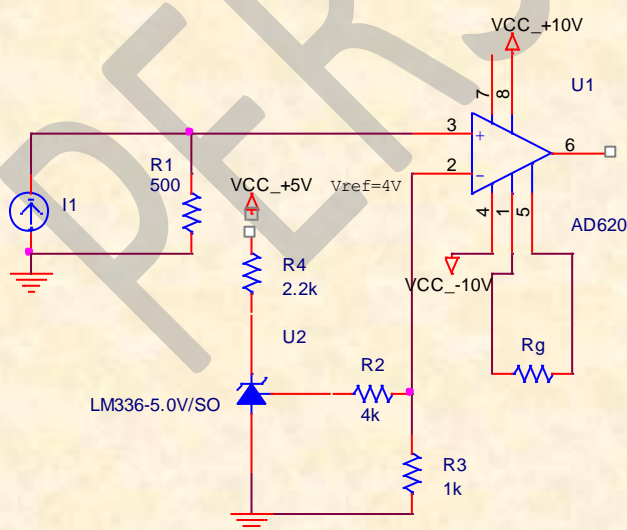 PERS
VCC_+10V
U1
7
8
3
+
6
2
−
R1
500
VCC_+5V
Vref=4V
I1
4
1
5
AD620
R4
2.2k
VCC_-10V
U2
Rg
R2
LM336-5.0V/SO
4k
R3
1k